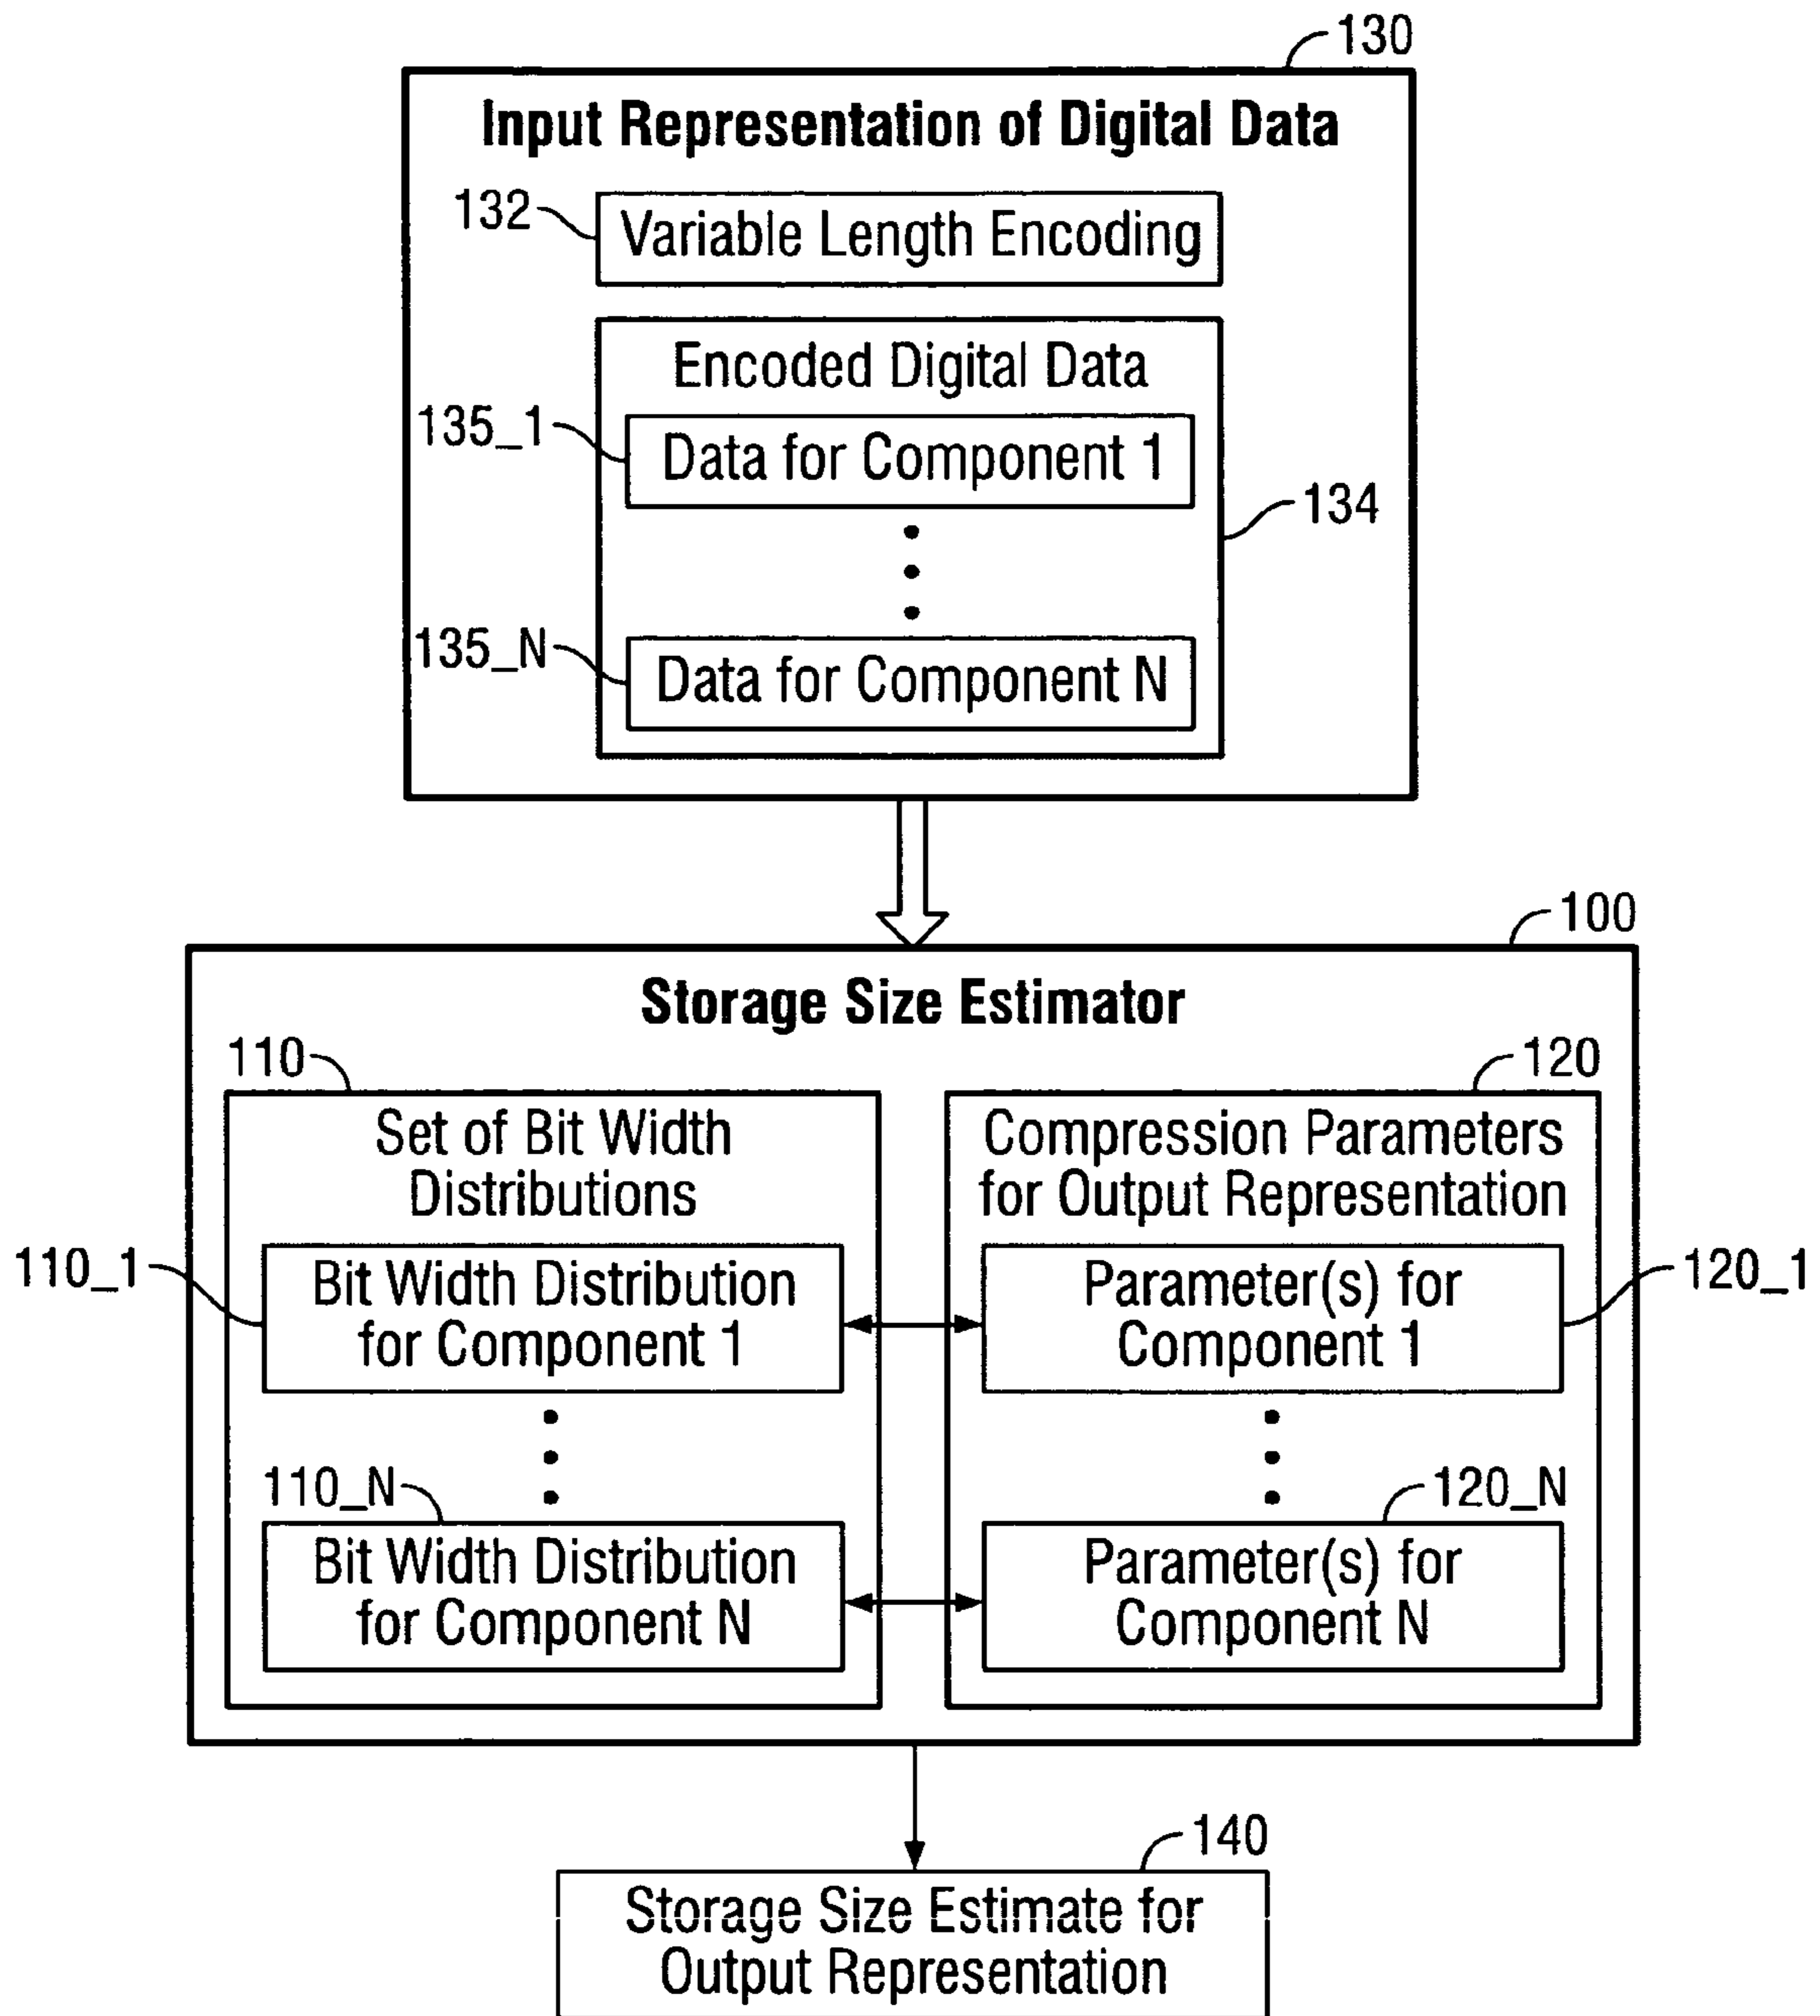 130
Input Representation of Digital Data
132
Variable Length Encoding
Encoded Digital Data
135_1
Data for Component 1
134
135_N
Data for Component N
100
Storage Size Estimator
110
120
Set of Bit Width
Distributions
Compression Parameters
for Output Representation
110_1
Bit Width Distribution
for Component 1
Parameter(s) for
Component 1
120_1
110_N
Bit Width Distribution
for Component N
120_N
Parameter(s) for
Component N
140
Storage Size Estimate for
Output Representation